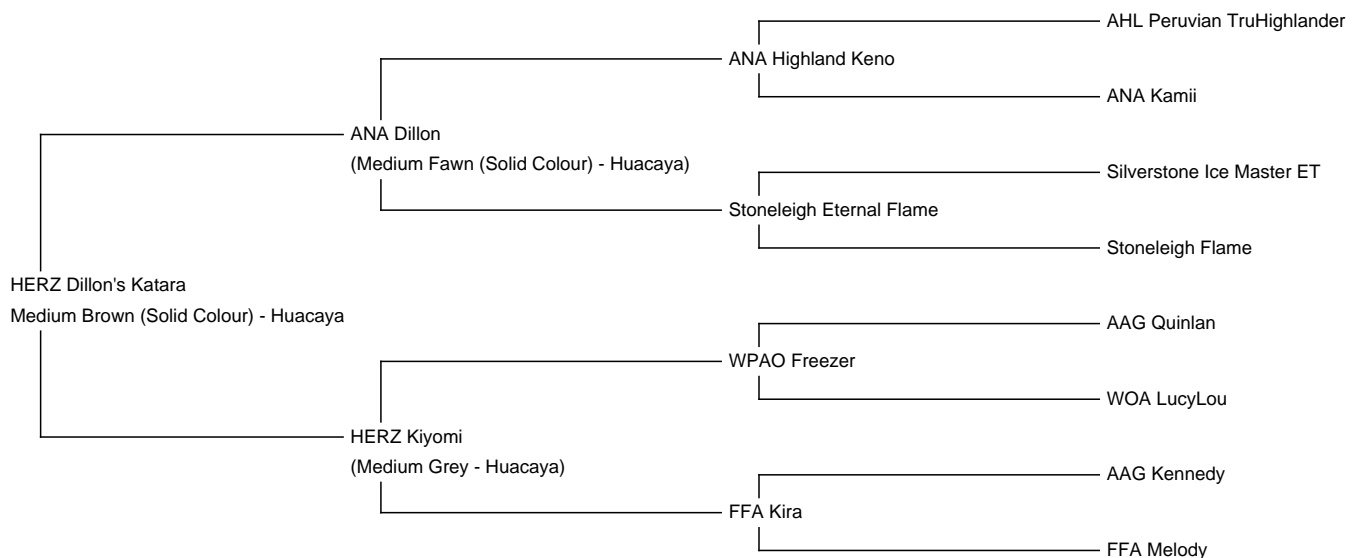 AHL Peruvian TruHighlander
ANA Highland Keno
ANA Kamii
ANA Dillon
(Medium Fawn (Solid Colour) - Huacaya)
Silverstone Ice Master ET
Stoneleigh Eternal Flame
Stoneleigh Flame
HERZ Dillon's Katara
Medium Brown (Solid Colour) - Huacaya
AAG Quinlan
WPAO Freezer
WOA LucyLou
HERZ Kiyomi
(Medium Grey - Huacaya)
AAG Kennedy
FFA Kira
FFA Melody